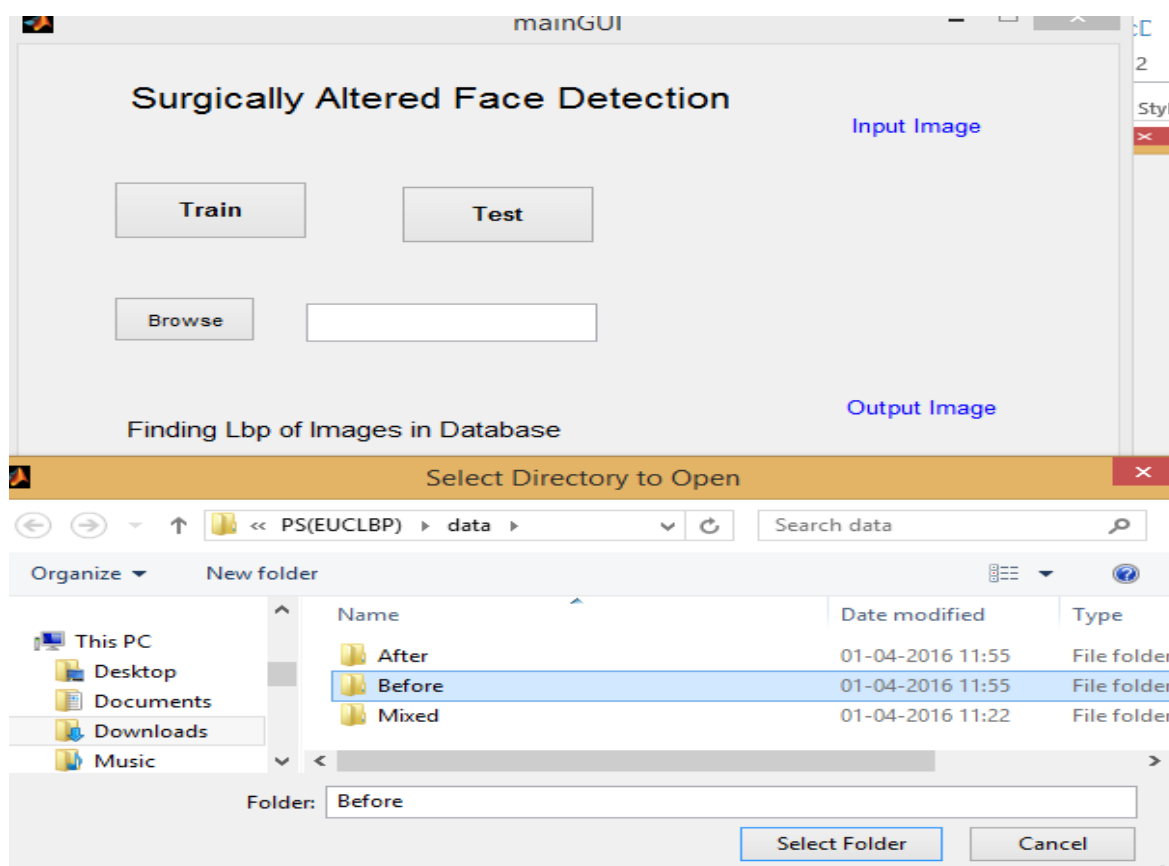 mainGUI
Surgically Altered Face Detection
Input Image
Train
Test
Browse
Output Image
Finding Lbp of Images in Database
2
Select Directory to Open
« PS(EUCLBP) data
Search data
Organize
New folder
Name
Date modified
Type
This PC
Desktop
Documents
Downloads
Music
After 01-04-2016 11:55 File folder
Before 01-04-2016 11:55 File folder
Mixed 01-04-2016 11:22 File folder
Folder: Before
Select Folder
Cancel